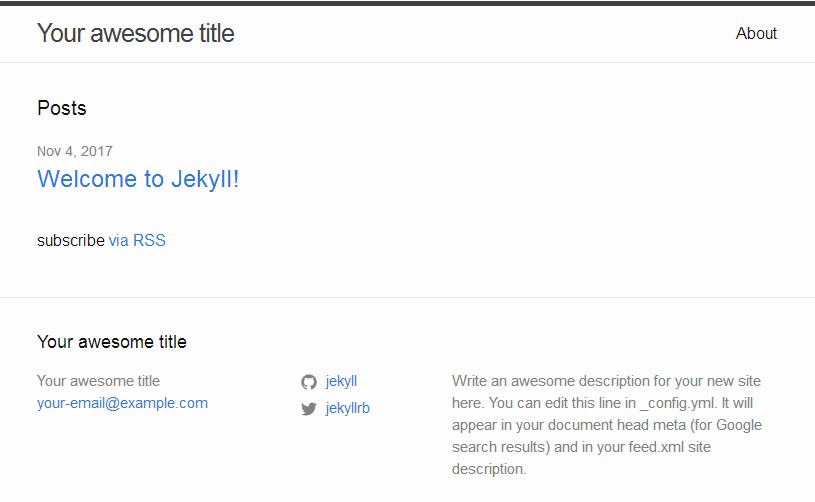 Your awesome title
About
Posts
Nov 4, 2017
Welcome to Jekyll!
subscribe via RSS
Your awesome title
Your awesome title
your-email@example.com
jekyll
jekyllrb
Write an awesome description for your new site
here. You can edit this line in _config.yml. It will
appear in your document head meta (for Google
search results) and in your feed.xml site
description.